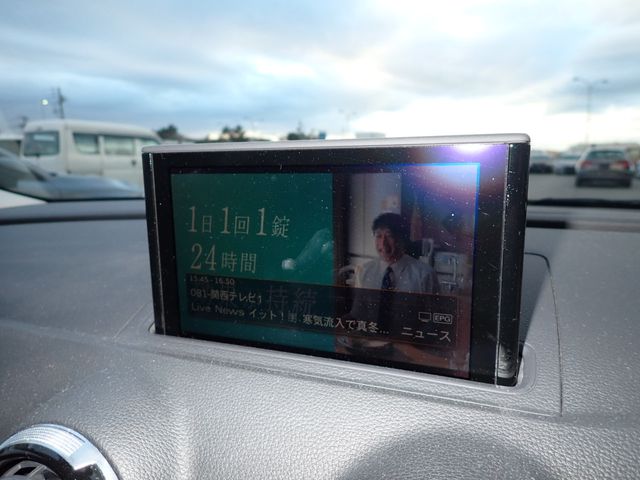 1日1回1錠
24時間
持続
15:45 - 16:50
081-関西テレビ1
Live News イット!
寒気流入で真冬...
EPG
ニュース